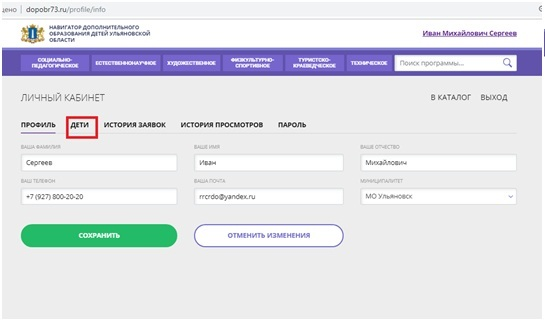 цено
dopobr73.ru/profile/info
НАВИГАТОР ДОПОЛНИТЕЛЬНОГО
ОБРАЗОВАНИЯ ДЕТЕЙ УЛЬЯНОВСКОЙ
ОБЛАСТИ
Иван Михайлович Сергеев
СОЦИАЛЬНО-
ПЕДАГОГИЧЕСКОЕ
ЕСТЕСТВЕННОНАУЧНОЕ
ХУДОЖЕСТВЕННОЕ
ФИЗКУЛЬТУРНО-
СПОРТИВНОЕ
ТУРИСТСКО-
КРАЕВЕДЧЕСКОЕ
ТЕХНИЧЕСКОЕ
Поиск программы...
ЛИЧНЫЙ КАБИНЕТ
В КАТАЛОГ ВЫХОД
ПРОФИЛЬ ДЕТИ ИСТОРИЯ ЗАЯВОК ИСТОРИЯ ПРОСМОТРОВ ПАРОЛЬ
ВАША ФАМИЛИЯ ВАШЕ ИМЯ ВАШЕ ОТЧЕСТВО
Сергеев Иван Михайлович
ВАШ ТЕЛЕФОН ВАША ПОЧТА МУНИЦИПАЛИТЕТ
+7 (927) 800-20-20 rrcrdo@yandex.ru МО Ульяновск
СОХРАНИТЬ ОТМЕНИТЬ ИЗМЕНЕНИЯ